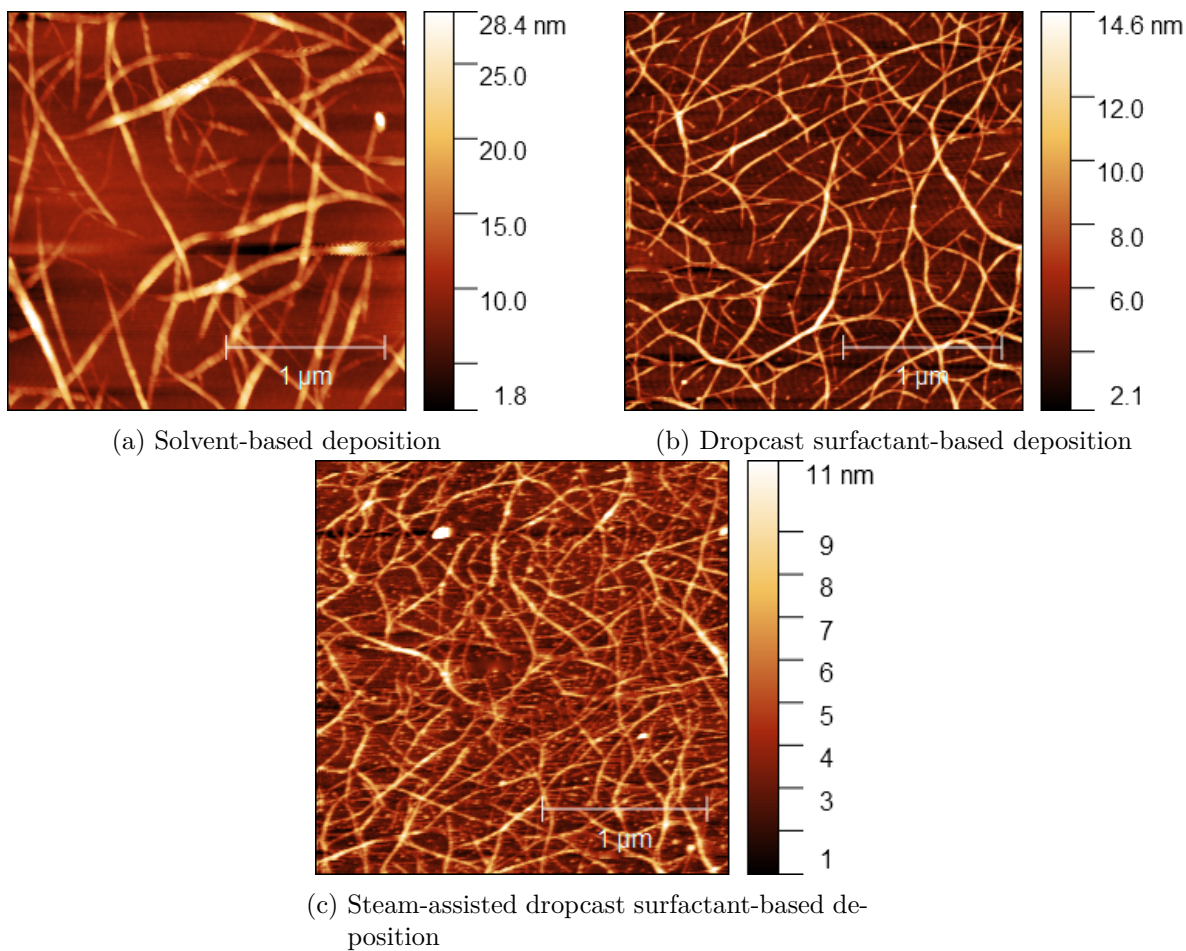 28.4 nm
25.0
20.0
15.0
10.0
1.8
1 µm
14.6 nm
12.0
10.0
8.0
6.0
2.1
1 µm
(a) Solvent-based deposition
(b) Dropcast surfactant-based deposition
11 nm
9
8
7
6
5
4
3
1
1 µm
(c) Steam-assisted dropcast surfactant-based de-
position